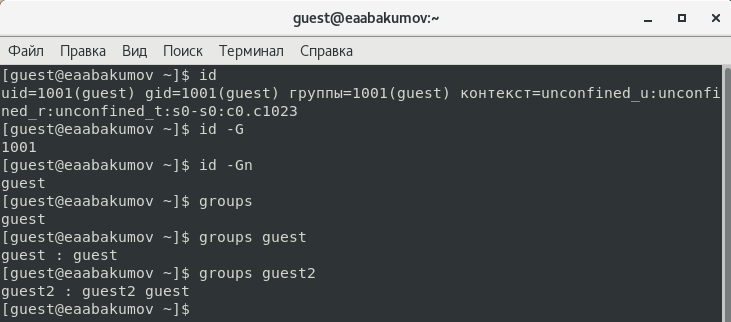 guest@eaabakumov:~
Файл Правка Вид Поиск Терминал Справка
[guest@eaabakumov ~]$ id
uid=1001(guest) gid=1001(guest) группы=1001(guest) контекст=unconfined_u:unconfi
ned_r:unconfined_t:s0-s0:c0.c1023
[guest@eaabakumov ~]$ id -G
1001
[guest@eaabakumov ~]$ id -Gn
guest
[guest@eaabakumov ~]$ groups
guest
[guest@eaabakumov ~]$ groups guest
guest : guest
[guest@eaabakumov ~]$ groups guest2
guest2 : guest2 guest
[guest@eaabakumov ~]$